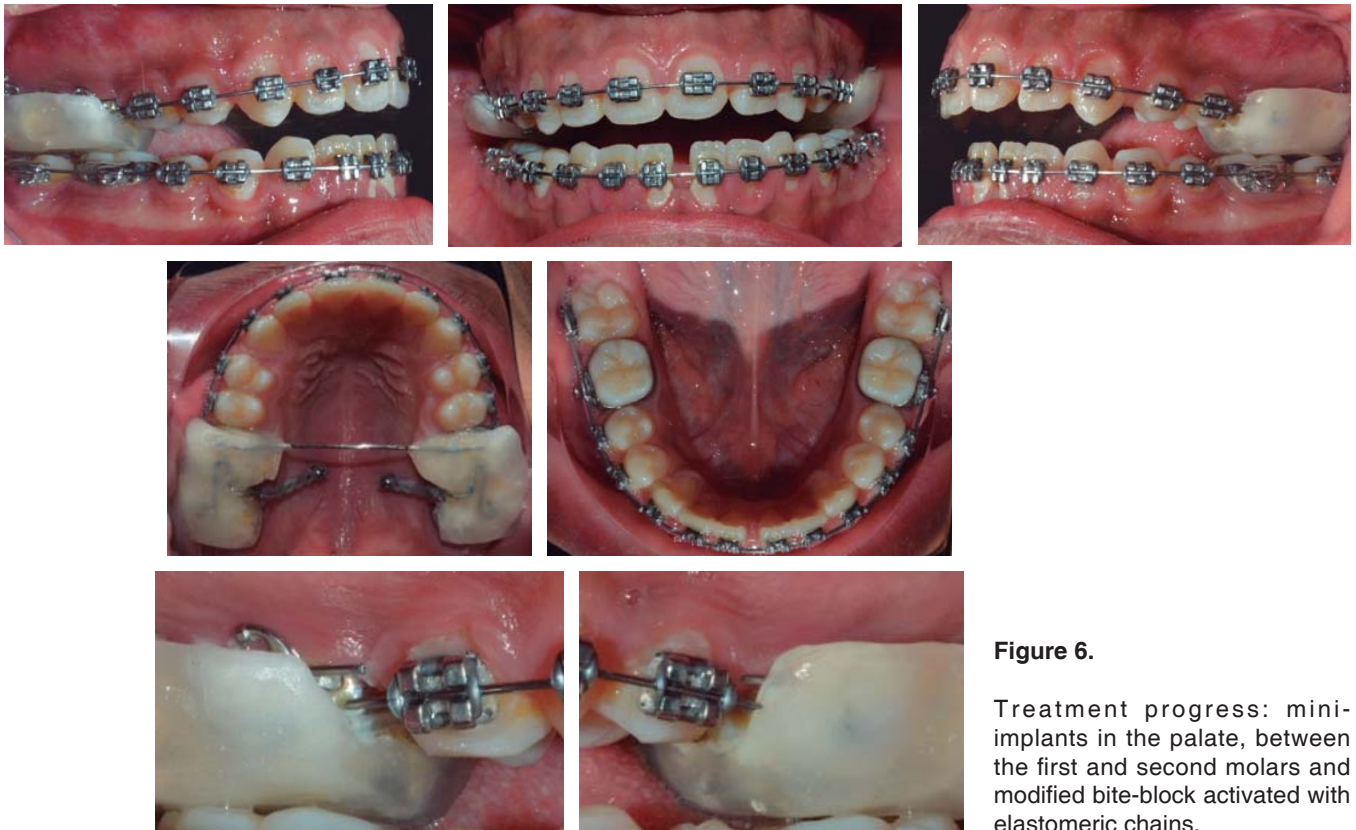 Figure 6.
Treatment progress: mini-
implants in the palate, between
the first and second molars and
modified bite-block activated with
elastomeric chains.